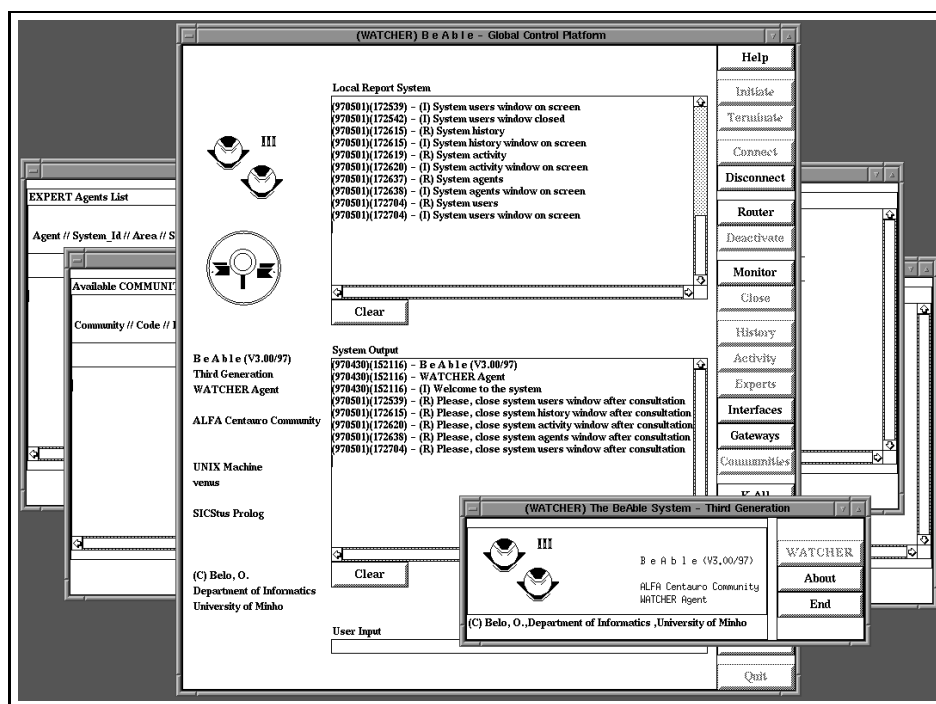 (WATCHER) B e A b l e - Global Control Platform
Help
Initiate
Terminate
Connect
Disconnect
Router
Deactivate
Monitor
Close
History
Activity
Experts
Interfaces
Gateways
Communities
K-All
Quit
Local Report System
(970501)(172539) - (I) System users window on screen
(970501)(172542) - (I) System users window closed
(970501)(172615) - (R) System history
(970501)(172615) - (I) System history window on screen
(970501)(172619) - (R) System activity
(970501)(172620) - (I) System activity window on screen
(970501)(172637) - (R) System agents
(970501)(172638) - (I) System agents window on screen
(970501)(172704) - (R) System users
(970501)(172704) - (I) System users window on screen
Clear
III
EXPERT Agents List
Agent // System_Id // Area // S
Available
Community // Code //
B e A b l e (V3.00/97)
Third Generation
WATCHER Agent
ALFA Centauro Community
UNIX Machine
venus
SICStus Prolog
(C) Belo, O.
Department of Informatics
University of Minho
System Output
(970430)(152116) - B e A b l e (V3.00/97)
(970430)(152116) - WATCHER Agent
(970430)(152116) - (I) Welcome to the system
(970501)(172539) - (R) Please, close system users window after consultation
(970501)(172615) - (R) Please, close system history window after consultation
(970501)(172620) - (R) Please, close system activity window after consultation
(970501)(172638) - (R) Please, close system agents window after consultation
(970501)(172704) - (R) Please, close system users window after consultation
Clear
User Input
(WATCHER) The BeAble System - Third Generation
III
B e A b l e (V3.00/97)
ALFA Centauro Community
WATCHER Agent
(C) Belo, O.,Department of Informatics ,University of Minho
WATCHER
About
End